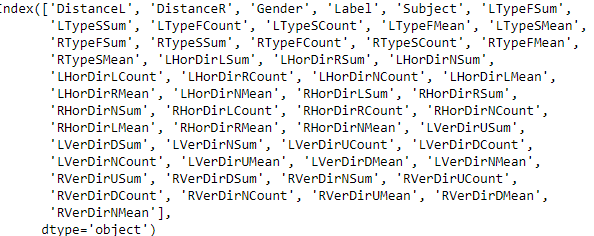 Index(['DistanceL', 'DistanceR', 'Gender', 'Label', 'Subject', 'LTypeFSum',
'LTypeSSum', 'LTypeFCount', 'LTypeSCount', 'LTypeFMean', 'LTypeSMean',
'RTypeFSum', 'RTypeSSum', 'RTypeFCount', 'RTypeSCount', 'RTypeFMean',
'RTypeSMean', 'LHorDirLSum', 'LHorDirRSum', 'LHorDirNSum',
'LHorDirLCount', 'LHorDirRCount', 'LHorDirNCount', 'LHorDirLMean',
'LHorDirRMean', 'LHorDirNMean', 'RHorDirLSum', 'RHorDirRSum',
'RHorDirNSum', 'RHorDirLCount', 'RHorDirRCount', 'RHorDirNCount',
'RHorDirLMean', 'RHorDirRMean', 'RHorDirNMean', 'LVerDirUSum',
'LVerDirDSum', 'LVerDirNSum', 'LVerDirUCount', 'LVerDirDCount',
'LVerDirNCount', 'LVerDirUMean', 'LVerDirDMean', 'LVerDirNMean',
'RVerDirUSum', 'RVerDirDSum', 'RVerDirNSum', 'RVerDirUCount',
'RVerDirDCount', 'RVerDirNCount', 'RVerDirUMean', 'RVerDirDMean',
'RVerDirNMean'],
dtype='object')